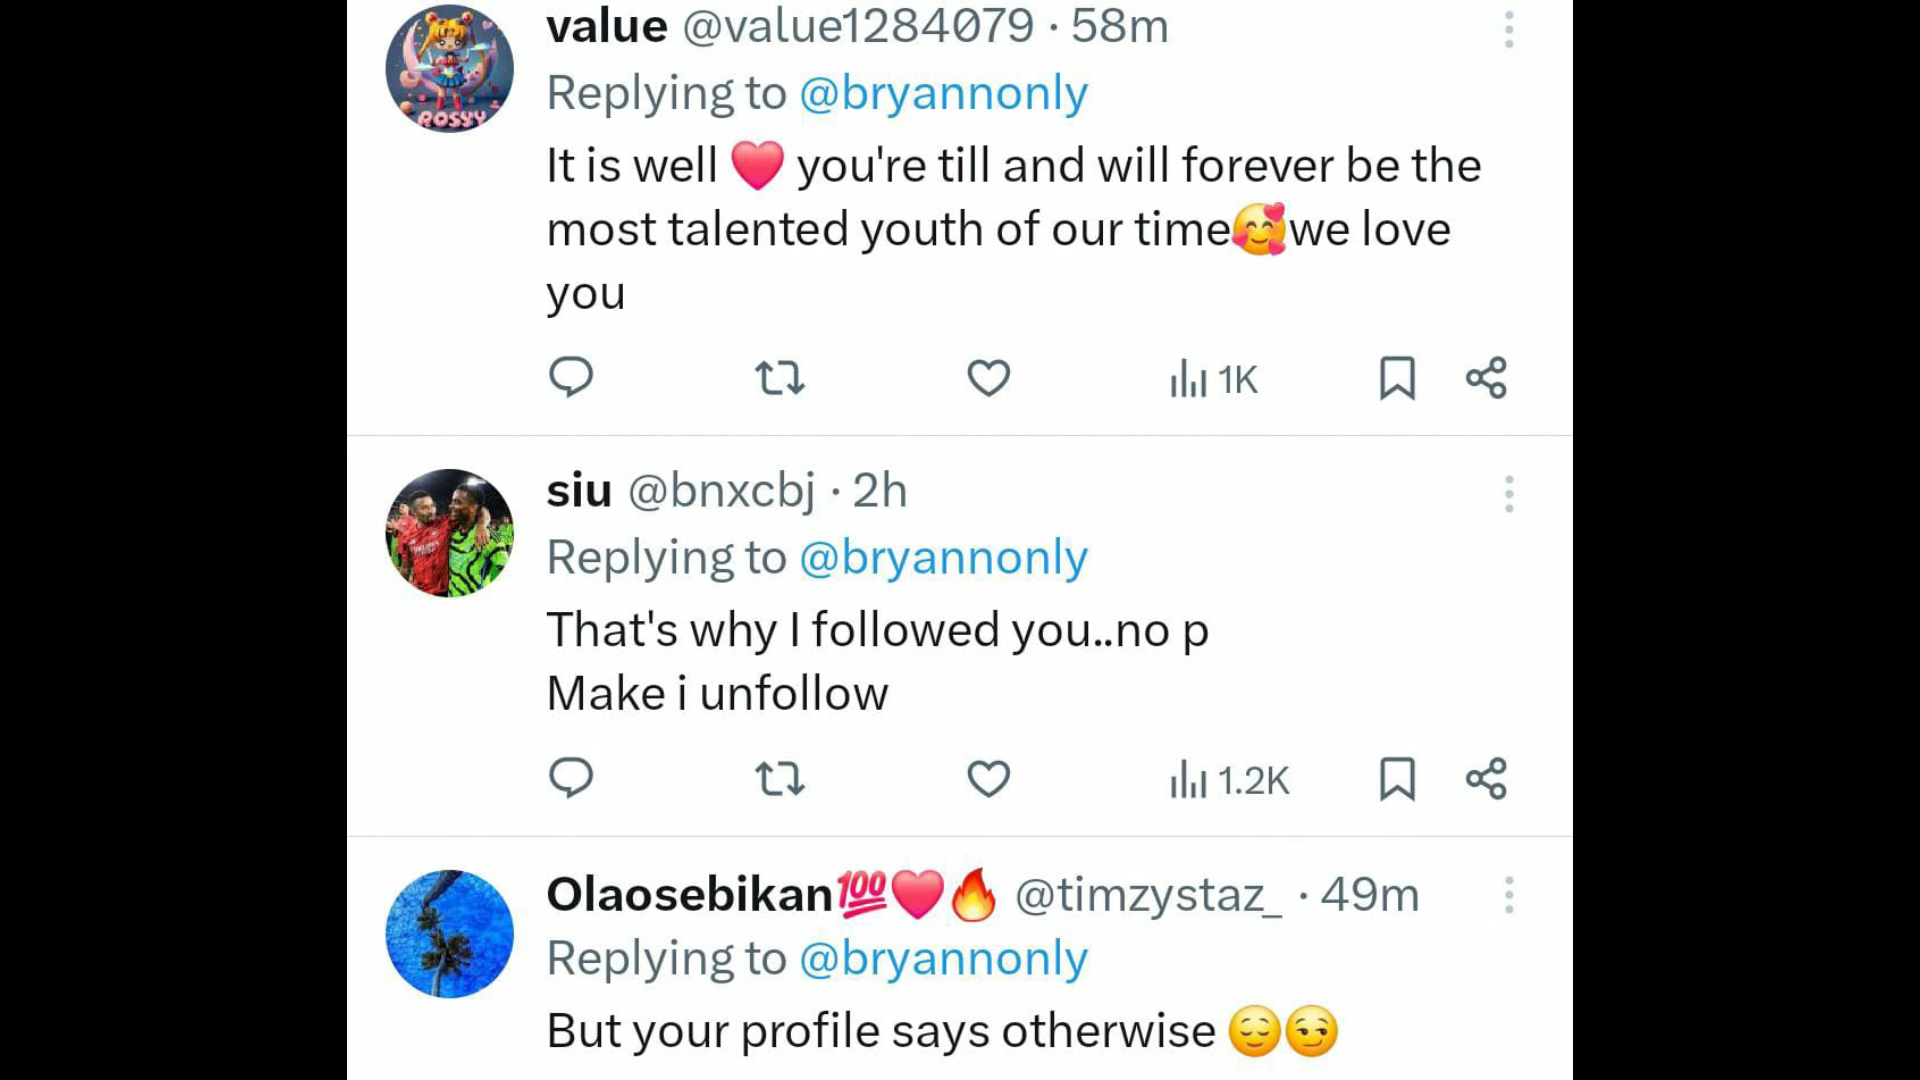 value @value1284079 · 58m
Replying to @bryannonly
It is well ❤️ you're till and will forever be the
most talented youth of our time🥰we love
you
1K
siu @bnxcbj · 2h
Replying to @bryannonly
That's why I followed you..no p
Make i unfollow
1.2K
Olaosebikan💯❤️🔥 @timzystaz_ · 49m
Replying to @bryannonly
But your profile says otherwise 😔😏
ROSYY